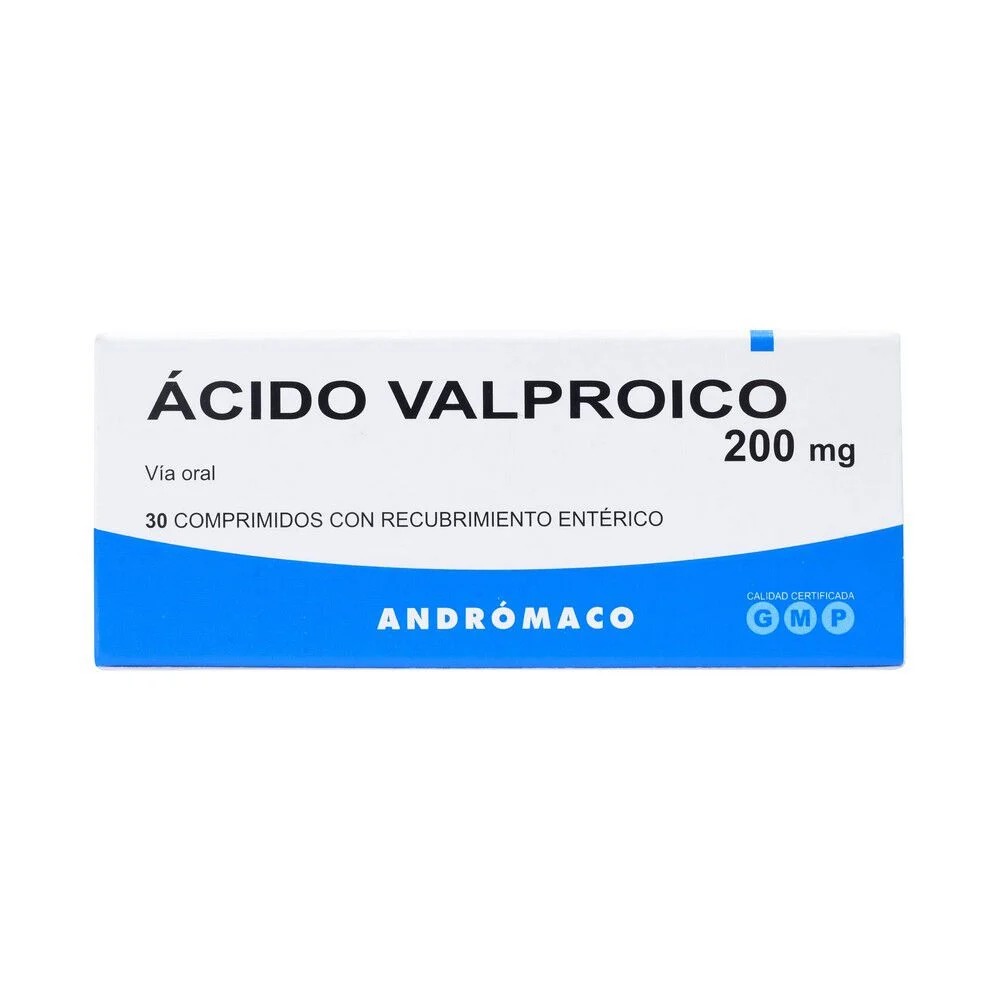 ÁCIDO VALPROICO
200 mg
Vía oral
30 COMPRIMIDOS CON RECUBRIMIENTO ENTÉRICO
ANDRÓMACO
CALIDAD CERTIFICADA
GMP